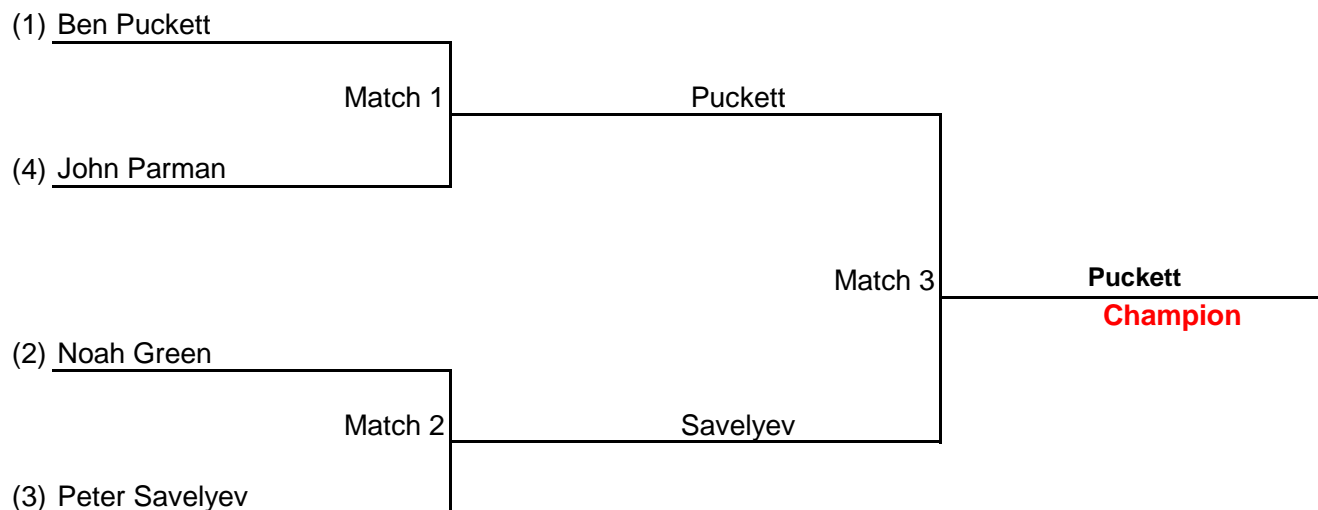 (1) Ben Puckett
Match 1
Puckett
(4) John Parman
Match 3
Puckett
Champion
(2) Noah Green
Match 2
Savelyev
(3) Peter Savelyev